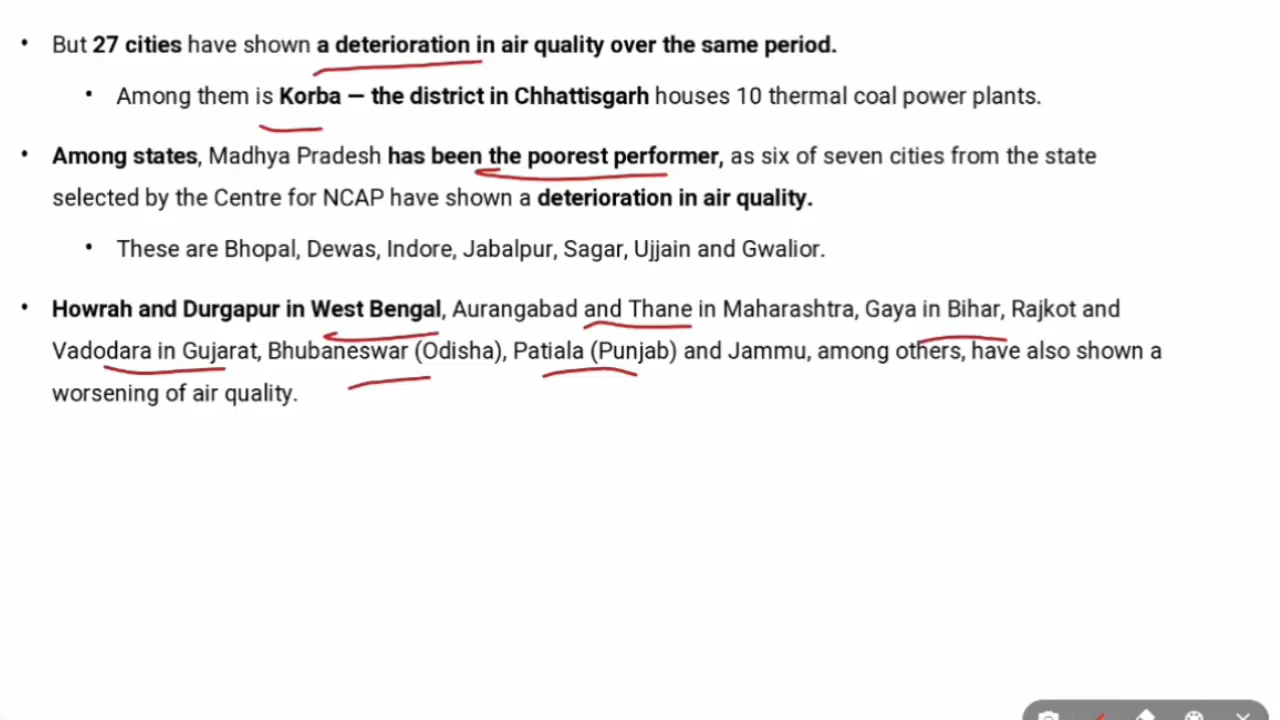 • But 27 cities have shown a deterioration in air quality over the same period.
• Among them is Korba — the district in Chhattisgarh houses 10 thermal coal power plants.
• Among states, Madhya Pradesh has been the poorest performer, as six of seven cities from the state
selected by the Centre for NCAP have shown a deterioration in air quality.
• These are Bhopal, Dewas, Indore, Jabalpur, Sagar, Ujjain and Gwalior.
• Howrah and Durgapur in West Bengal, Aurangabad and Thane in Maharashtra, Gaya in Bihar, Rajkot and
Vadodara in Gujarat, Bhubaneswar (Odisha), Patiala (Punjab) and Jammu, among others, have also shown a
worsening of air quality.